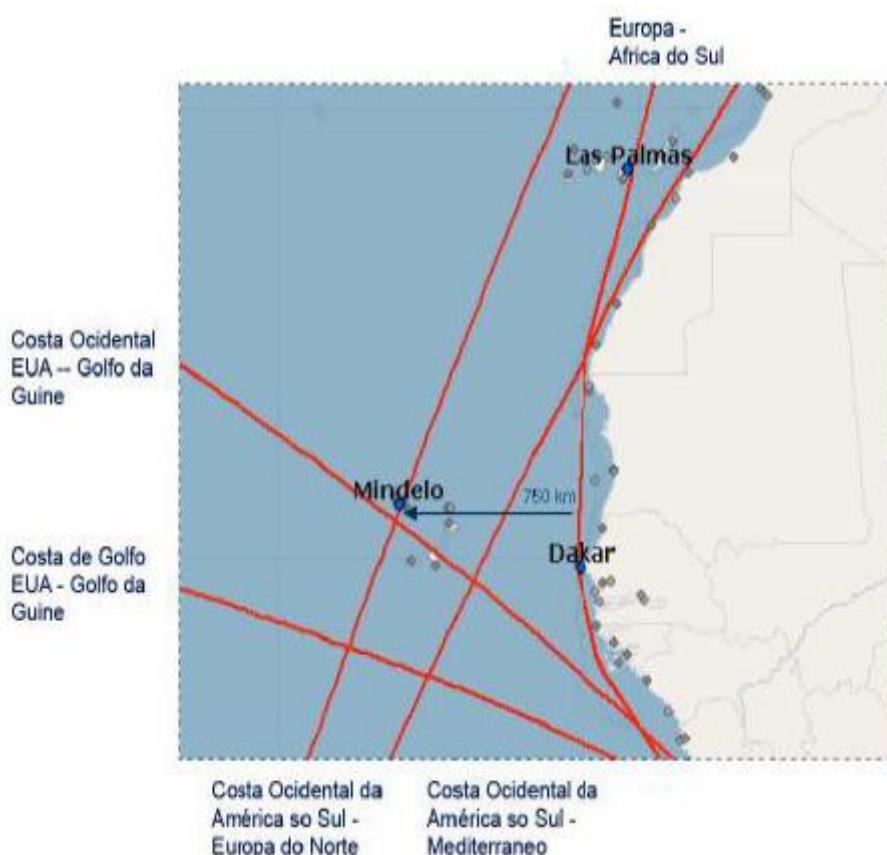 Europa -
Africa do Sul
Las Palmas
Costa Ocidental
EUA – Golfo da
Guine
Mindelo
750 km
Dakar
Costa de Golfo
EUA - Golfo da
Guine
Costa Ocidental da
América so Sul -
Europa do Norte
Costa Ocidental da
América so Sul -
Mediterraneo